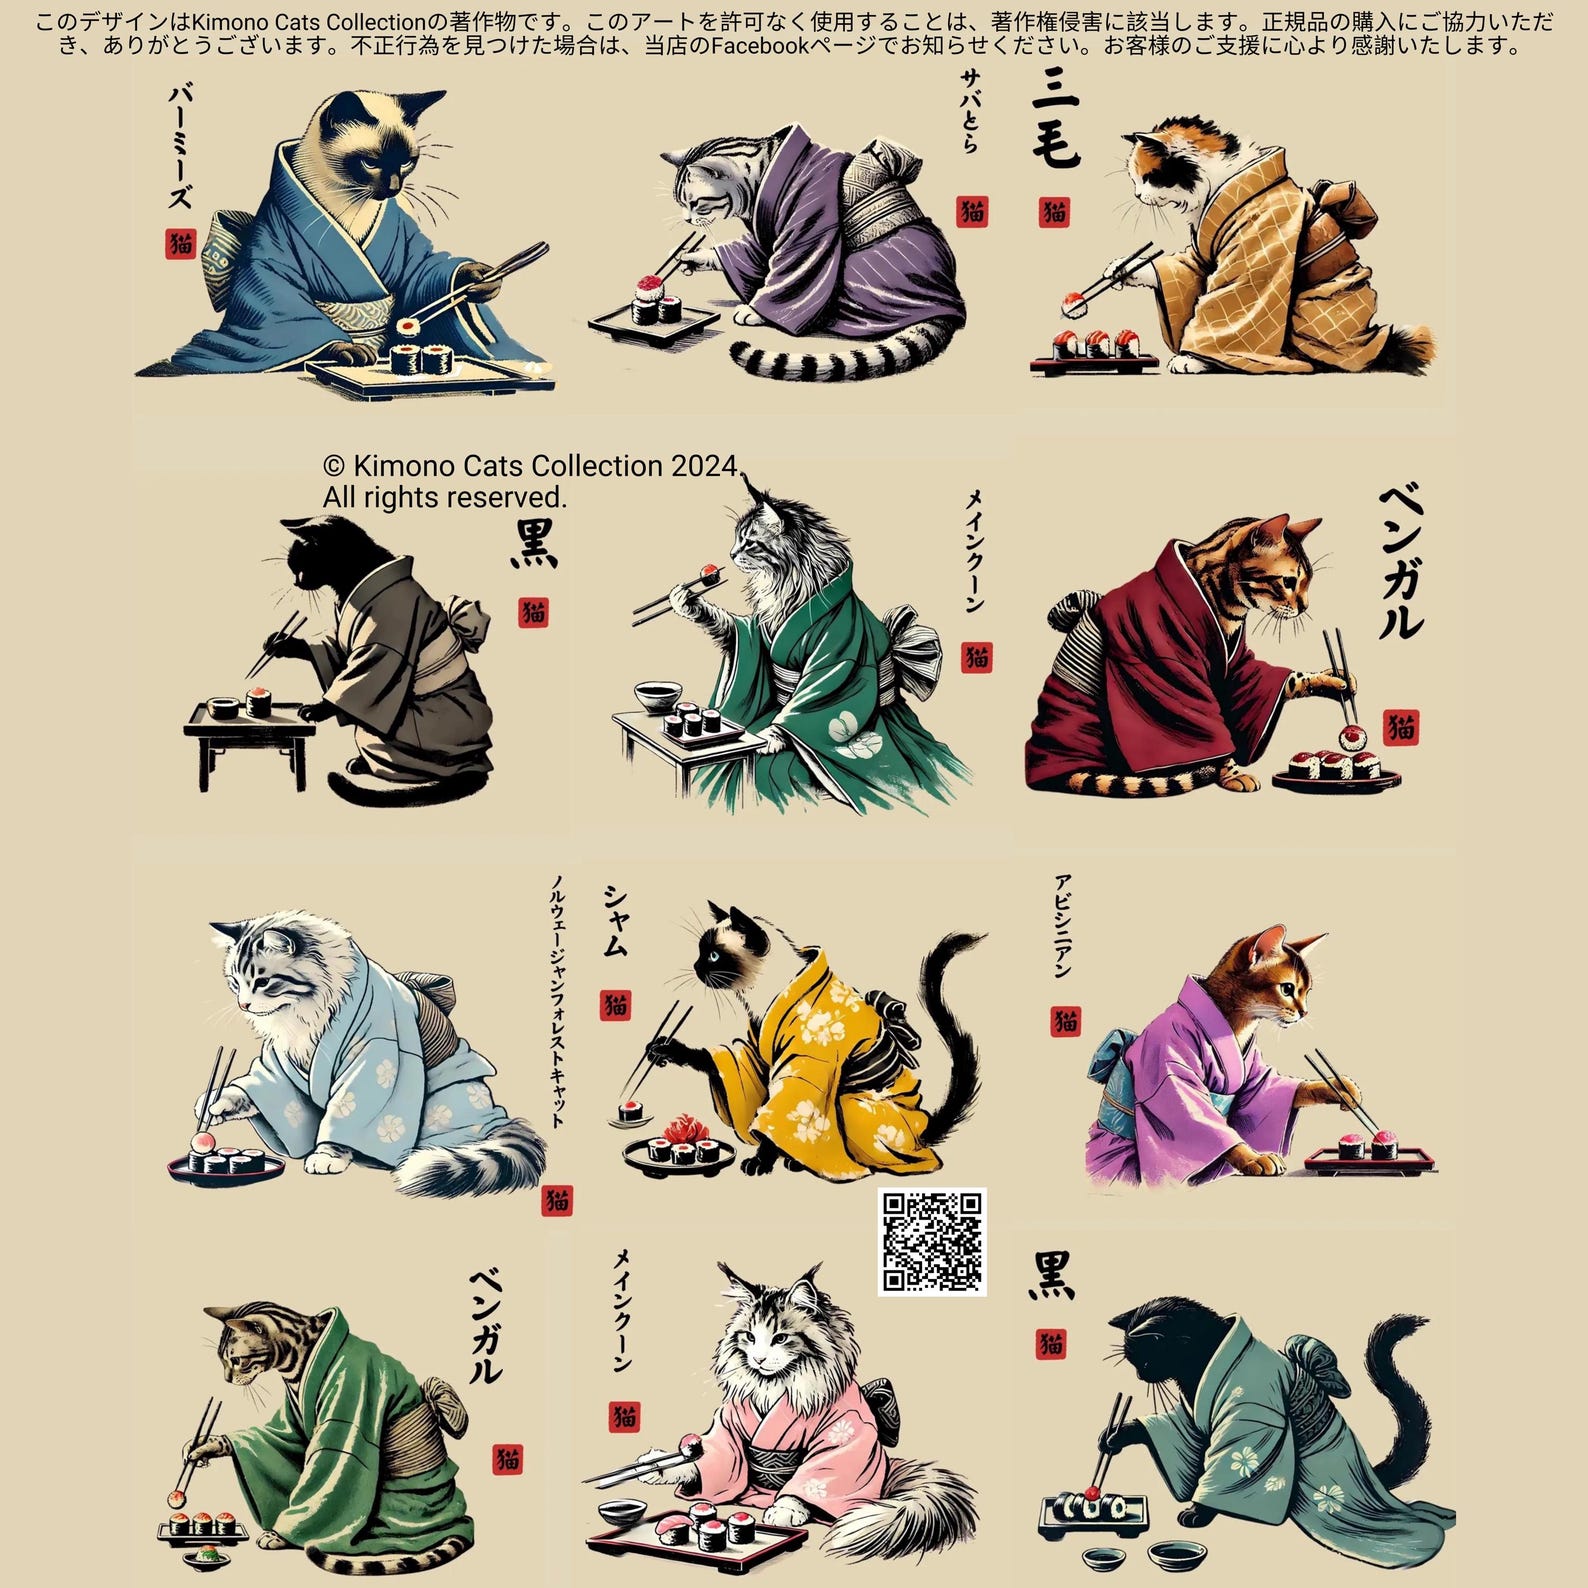 このデザインはKimono Cats Collectionの著作物です。このアートを許可なく使用することは、著作権侵害に該当します。正規品の購入にご協力いただ
き、ありがとうございます。不正行為を見つけた場合は、当店のFacebookページでお知らせください。お客様のご支援に心より感謝いたします。
バーミーズ
猫
サバとら
猫
三毛
猫
© Kimono Cats Collection 2024.
All rights reserved.
黒
猫
メインクーン
猫
ベンガル
猫
ノルウェージャンフォレストキャット
猫
シャム
猫
アビシニアン
猫
ベンガル
猫
メインクーン
猫
黒
猫